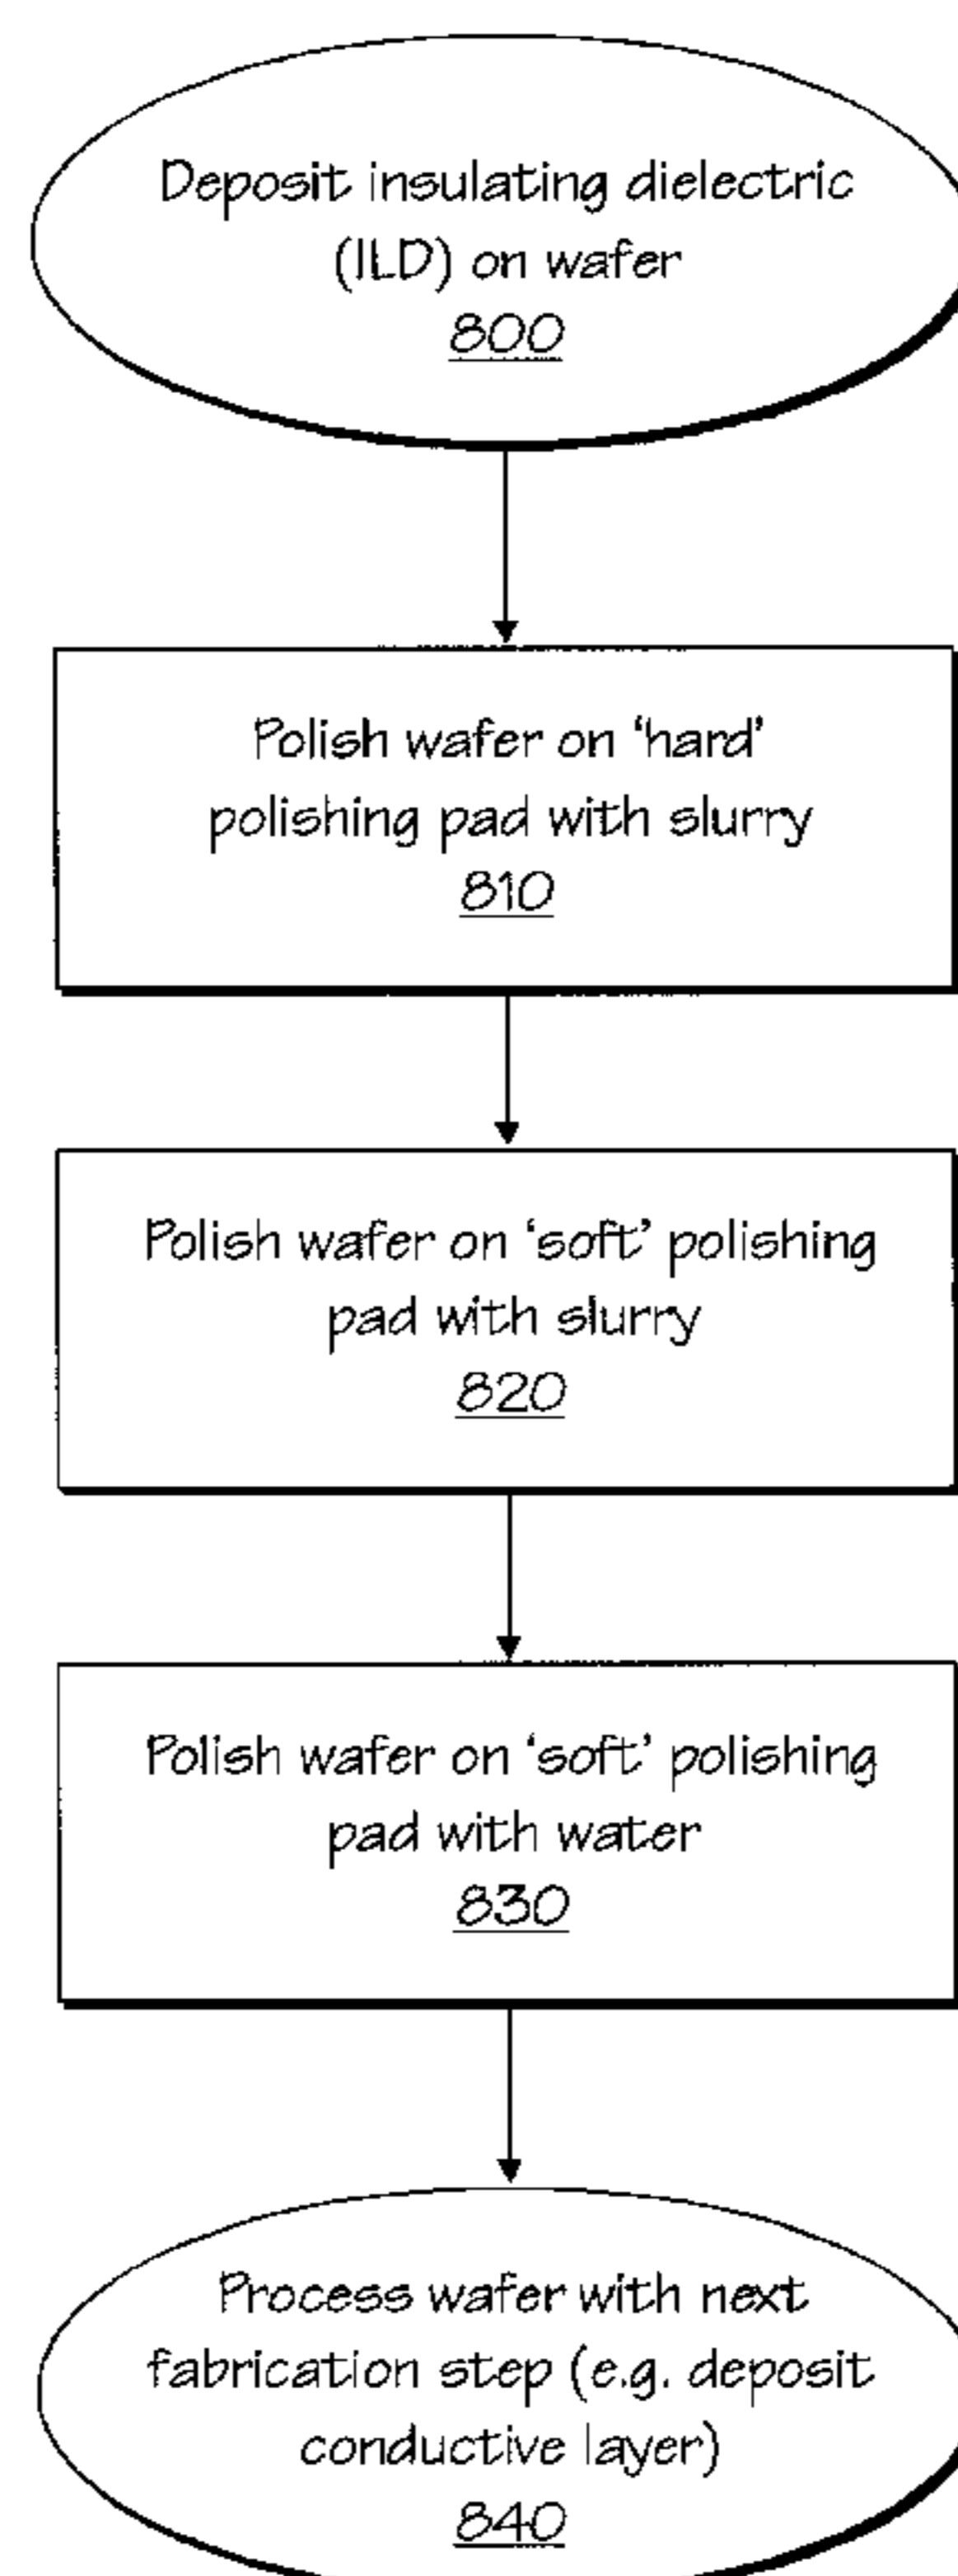 Deposit insulating dielectric
(ILD) on wafer
800
Polish wafer on ‘hard’
polishing pad with slurry
810
Polish wafer on ‘soft’ polishing
pad with slurry
820
Polish wafer on ‘soft’ polishing
pad with water
830
Process wafer with next
fabrication step (e.g. deposit
conductive layer)
840